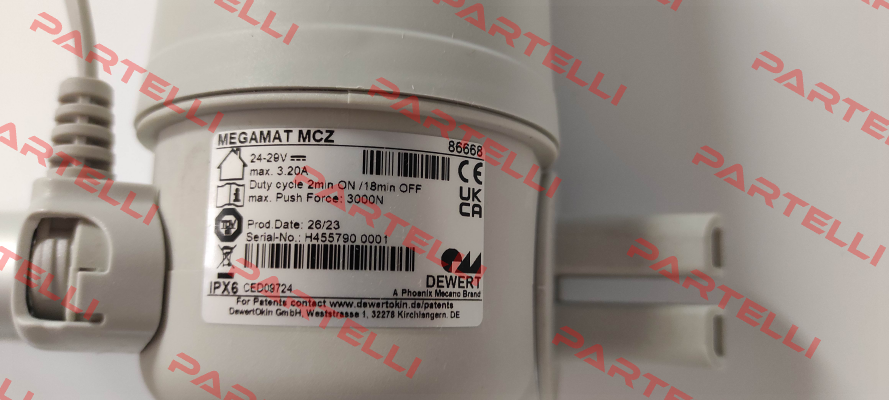 MEGAMAT MCZ
86668
24-29V
max. 3.20A
Duty cycle 2min ON /18min OFF
max. Push Force: 3000N
CE
UK
CA
TÜV
Prod.Date: 26/23
Serial-No.: H455790 0001
DEWERT
A Phoenix Mecano Brand
IPX6 CED09724
For Patents contact www.dewertokin.de/patents
DewertOkin GmbH, Weststrasse 1, 32278 Kirchlengern, DE
PARTELLI
PARTELLI
PARTELLI
PARTELLI
PARTELLI
PARTELLI
PARTELLI